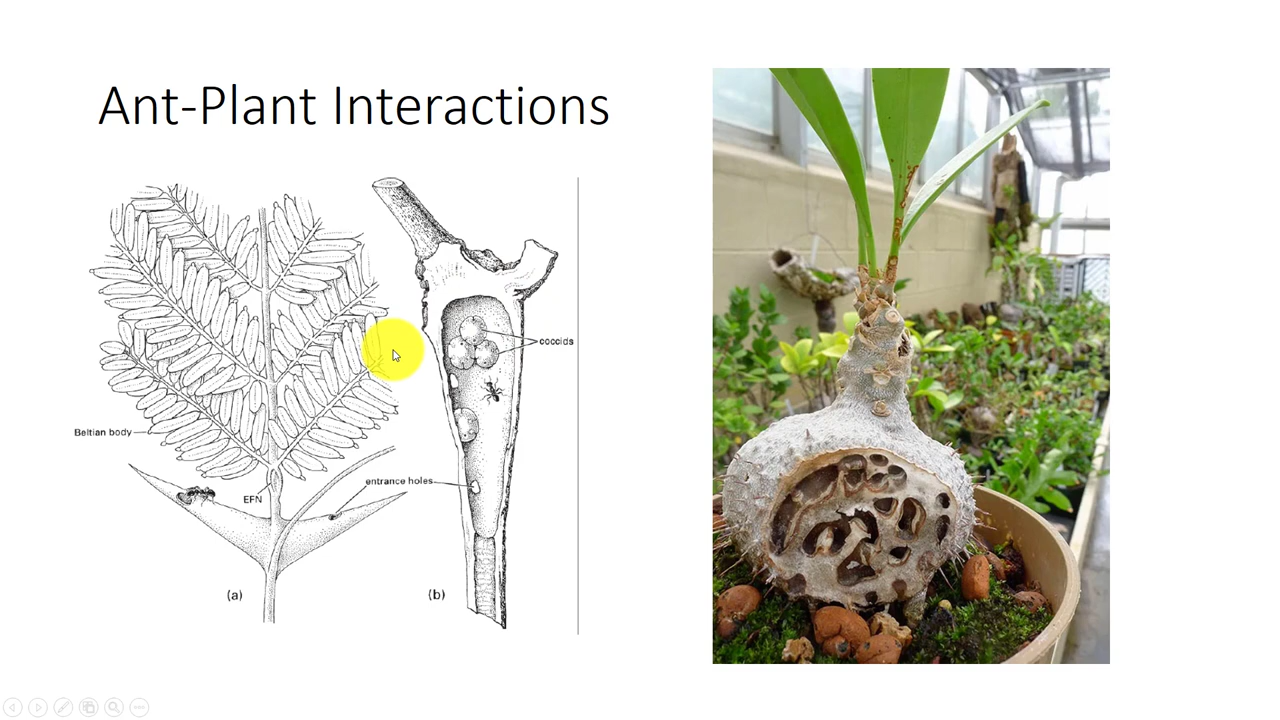 Ant-Plant Interactions
coccids
Beltian body
EFN
entrance holes
(a)
(b)